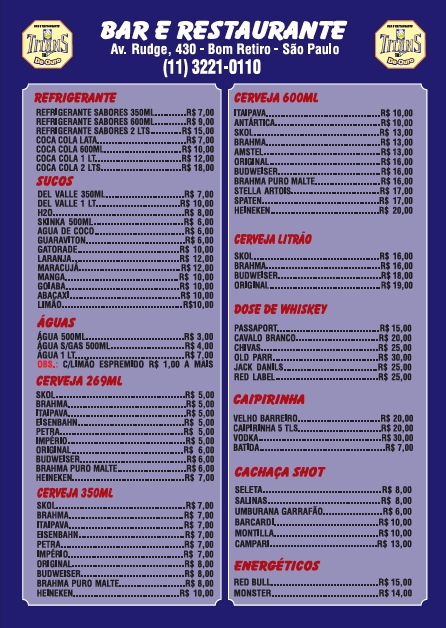 BAR E RESTAURANTE
Av. Rudge, 430 - Bom Retiro - São Paulo
(11) 3221-0110
TITÃNS
De Ouro
TITÃNS
De Ouro
REFRIGERANTE
REFRIGERANTE SABORES 350ML R$ 7,00
REFRIGERANTE SABORES 600ML R$ 9,00
REFRIGERANTE SABORES 2 LTS R$ 15,00
COCA COLA LATA R$ 7,00
COCA COLA 600ML R$ 10,00
COCA COLA 1 LT R$ 12,00
COCA COLA 2 LTS R$ 18,00
SUCOS
DEL VALLE 350ML R$ 7,00
DEL VALLE 1 LT. R$ 10,00
H2O R$ 8,00
SKINKA 500ML R$ 6,00
AGUA DE COCO R$ 6,00
GUARAVITON R$ 6,00
GATORADE R$ 10,00
LARANJA R$ 12,00
MARACUJÁ R$ 12,00
MANGA R$ 10,00
GOIABA R$ 10,00
ABACAXI R$ 10,00
LIMÃO R$10,00
ÁGUAS
ÁGUA 500ML R$ 3,00
ÁGUA S/GAS 500ML R$ 4,00
ÁGUA 1 LT R$ 7,00
OBS.: C/LIMÃO ESPREMIDO R$ 1,00 A MAIS
CERVEJA 269ML
SKOL R$ 5,00
BRAHMA R$ 5,00
ITAIPAVA R$ 5,00
EISENBAHN R$ 5,00
PETRA R$ 5,00
IMPÉRIO R$ 5,00
ORIGINAL R$ 6,00
BUDWEISER R$ 6,00
BRAHMA PURO MALTE R$ 6,00
HEINEKEN R$ 7,00
CERVEJA 350ML
SKOL R$ 7,00
BRAHMA R$ 7,00
ITAIPAVA R$ 7,00
EISENBAHN R$ 7,00
PETRA R$ 7,00
IMPÉRIO R$ 7,00
ORIGINAL R$ 8,00
BUDWEISER R$ 8,00
BRAHMA PURO MALTE R$ 8,00
HEINEKEN R$ 10,00
CERVEJA 600ML
ITAIPAVA R$ 10,00
ANTÁRTICA R$ 10,00
SKOL R$ 13,00
BRAHMA R$ 13,00
AMSTEL R$ 13,00
ORIGINAL R$ 16,00
BUDWEISER R$ 16,00
BRAHMA PURO MALTE R$ 16,00
STELLA ARTOIS R$ 17,00
SPATEN R$ 17,00
HEINEKEN R$ 20,00
CERVEJA LITRÃO
SKOL R$ 16,00
BRAHMA R$ 16,00
BUDWEISER R$ 18,00
ORIGINAL R$ 19,00
DOSE DE WHISKEY
PASSAPORT R$ 15,00
CAVALO BRANCO R$ 20,00
CHIVAS R$ 25,00
OLD PARR R$ 30,00
JACK DANILS R$ 25,00
RED LABEL R$ 25,00
CAIPIRINHA
VELHO BARREIRO R$ 20,00
CAIPIRINHA 5 TLS R$ 20,00
VODKA R$ 30,00
BATIDA R$ 7,00
CACHAÇA SHOT
SELETA R$ 8,00
SALINAS R$ 8,00
UMBURANA GARRAFÃO R$ 6,00
BARCARDI R$ 10,00
MONTILLA R$ 10,00
CAMPARI R$ 13,00
ENERGÉTICOS
RED BULL R$ 15,00
MONSTER R$ 14,00